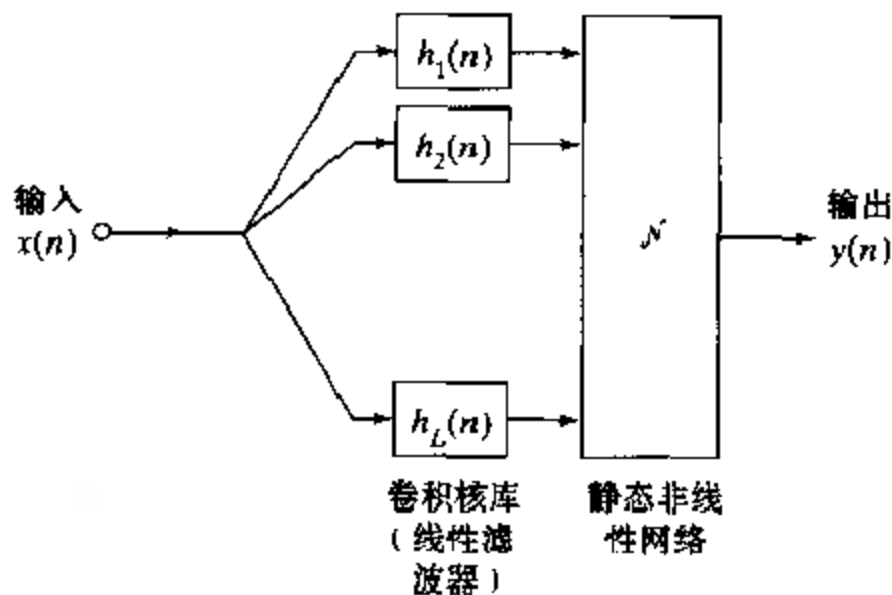 h₁(n)
h₂(n)
输入
x(n)
𝒩
输出
y(n)
h_L(n)
卷积核库
(线性滤
波器)
静态非线
性网络